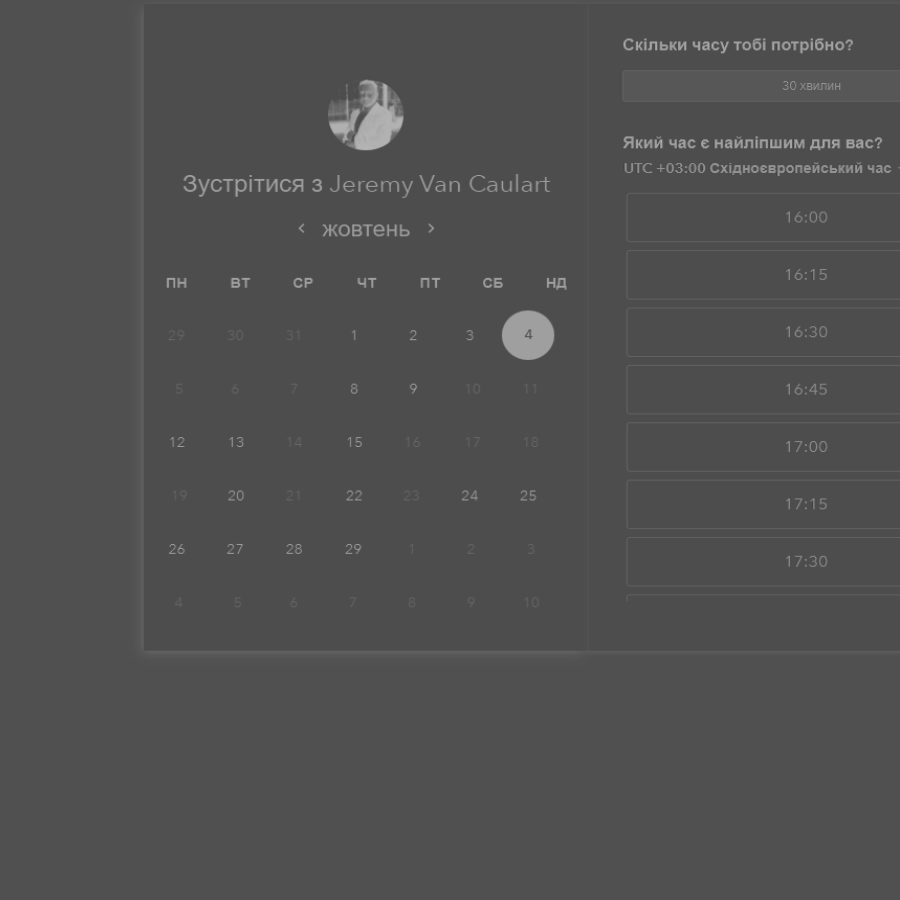 Зустрітися з Jeremy Van Caulart
жовтень
ПН ВТ СР ЧТ ПТ СБ НД
29 30 31 1 2 3 4
5 6 7 8 9 10 11
12 13 14 15 16 17 18
19 20 21 22 23 24 25
26 27 28 29 1 2 3
4 5 6 7 8 9 10
Скільки часу тобі потрібно?
30 хвилин
Який час є найліпшим для вас?
UTC +03:00 Східноєвропейський час
16:00
16:15
16:30
16:45
17:00
17:15
17:30